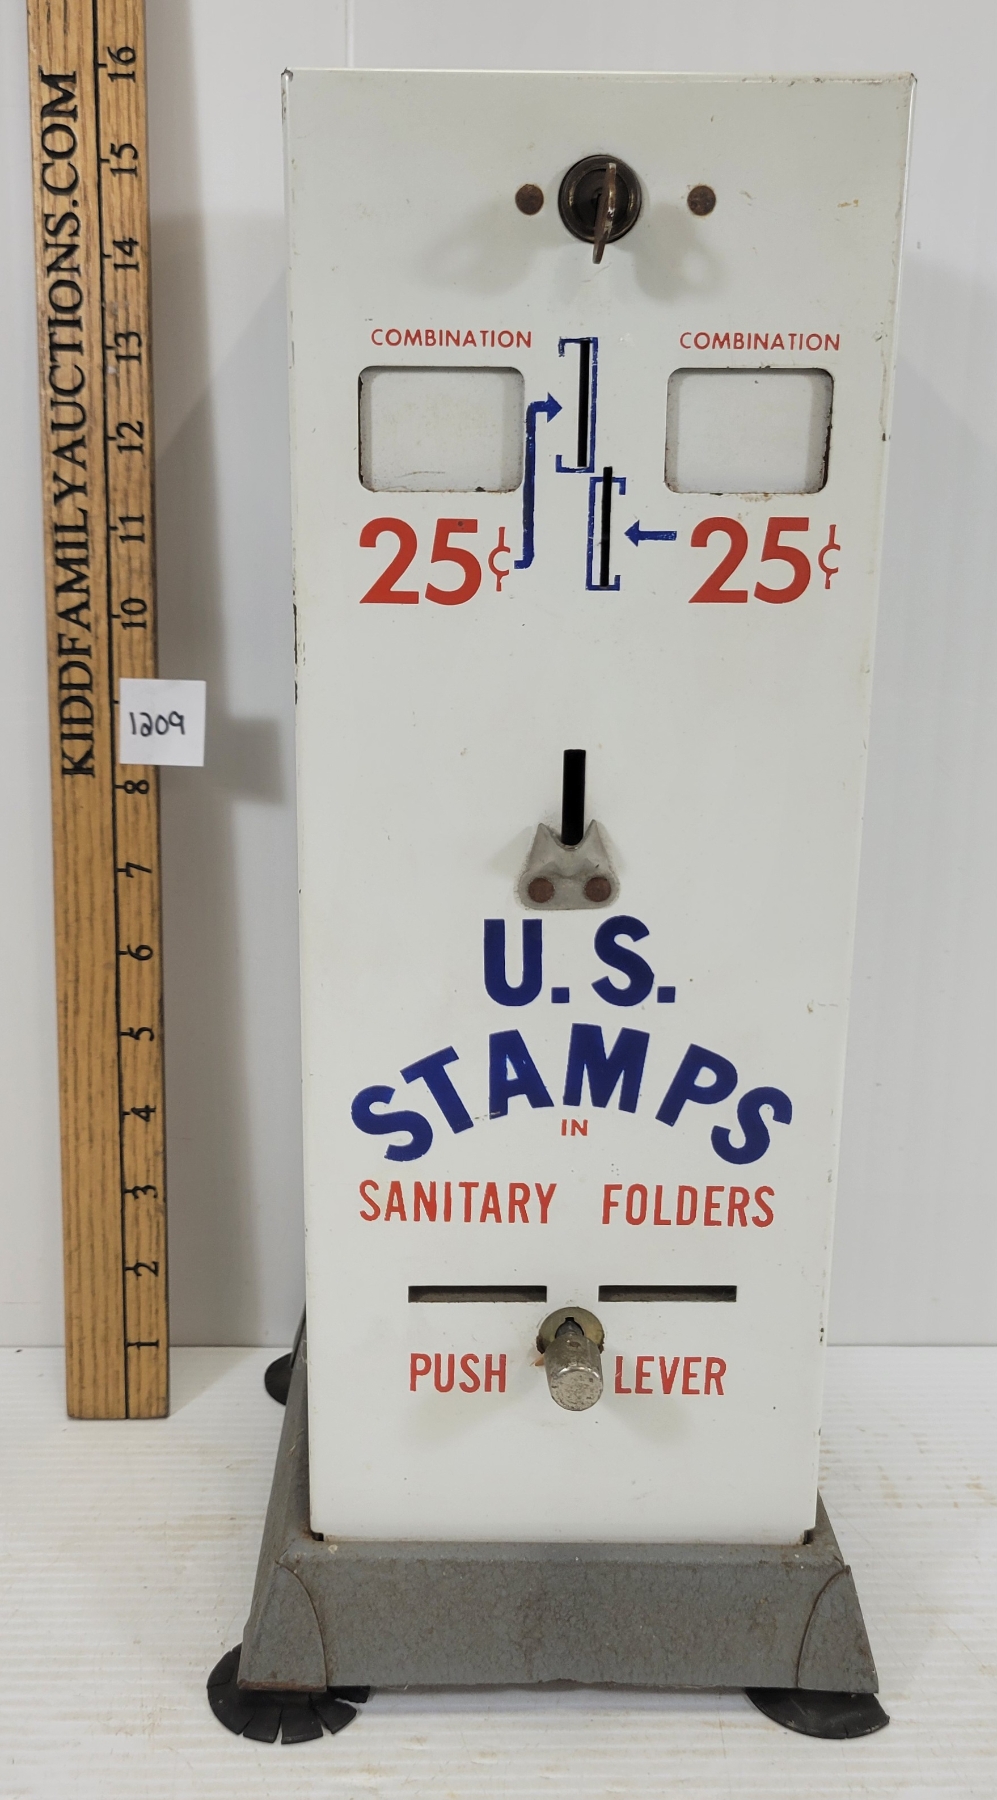 KIDDFAMILYAUCTIONS.COM
16
15
14
13
12
11
10
8
7
6
5
4
3
2
1
1209
COMBINATION COMBINATION
25¢ 25¢
U.S.
STAMPS
IN
SANITARY FOLDERS
PUSH LEVER